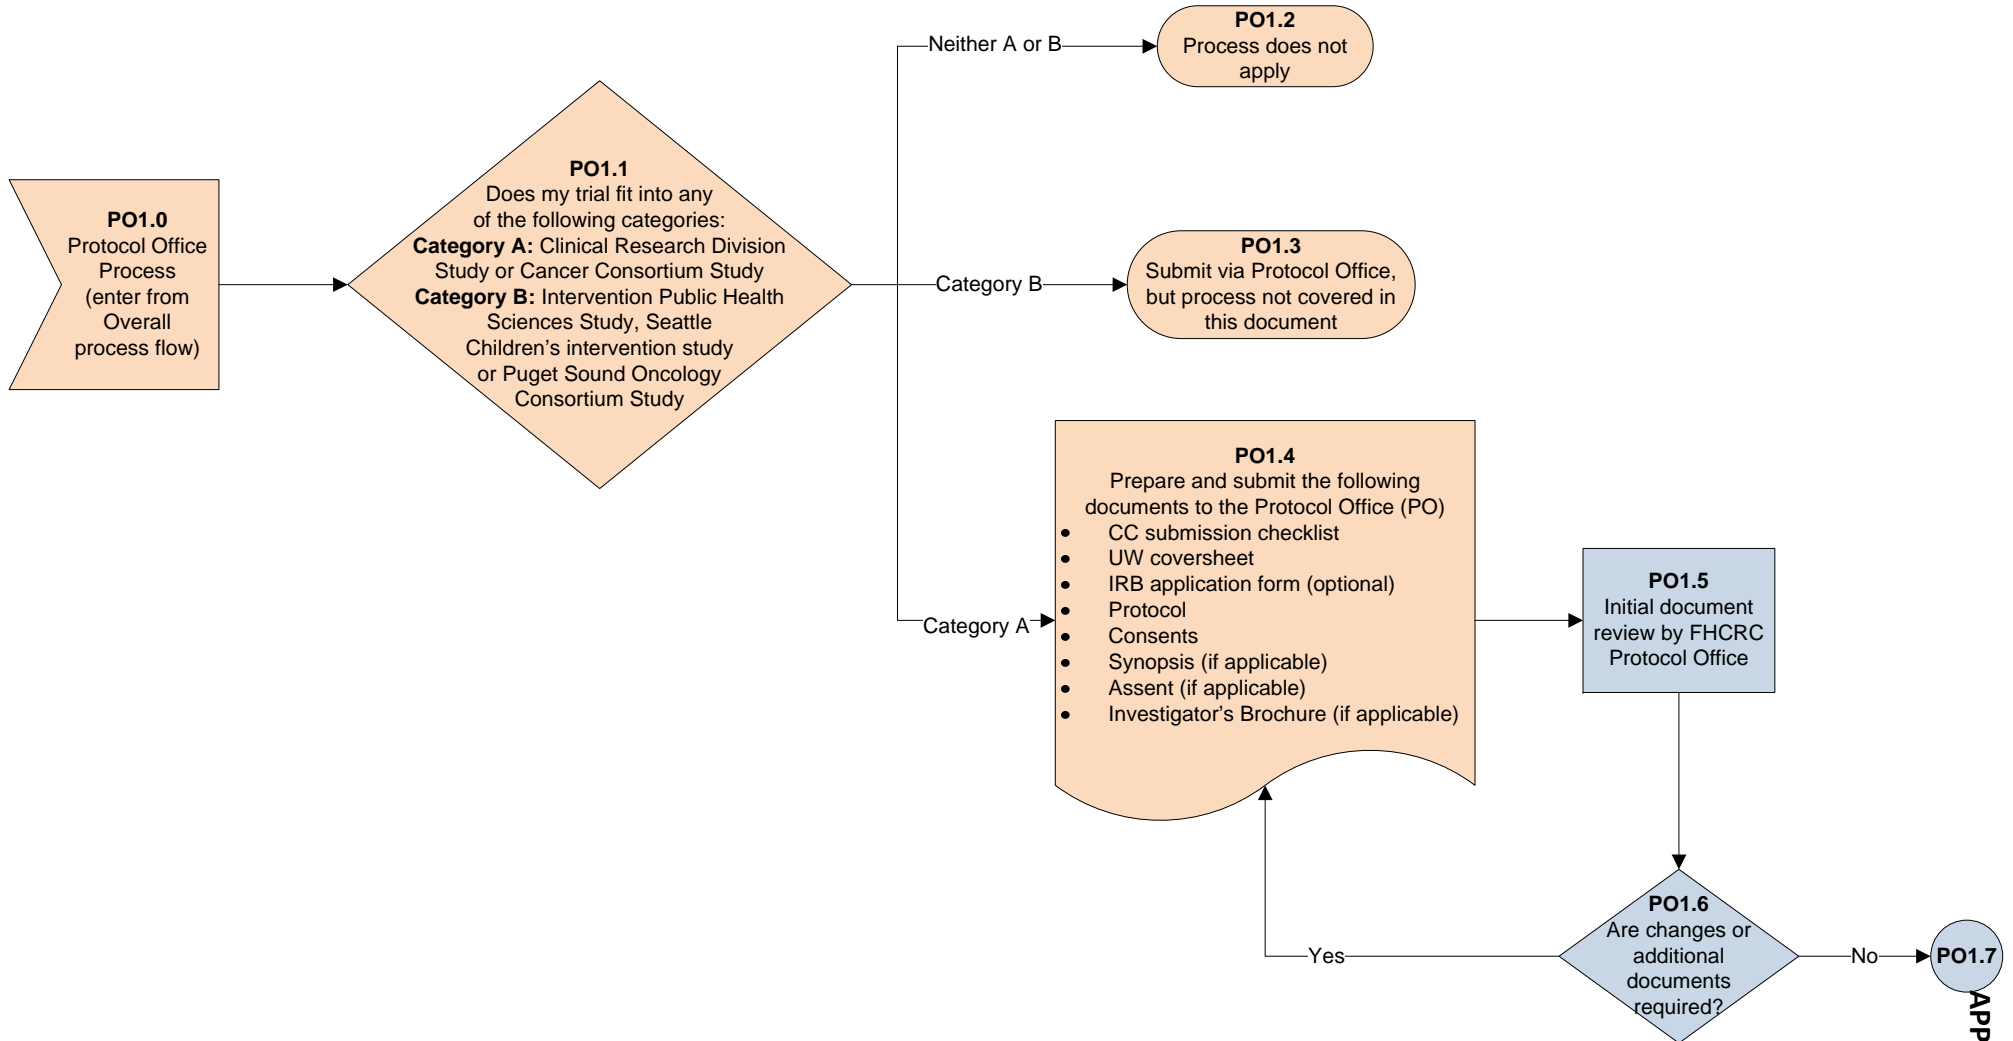 PO1.0
Protocol Office
Process
(enter from
Overall
process flow)
PO1.1
Does my trial fit into any
of the following categories:
Category A: Clinical Research Division
Study or Cancer Consortium Study
Category B: Intervention Public Health
Sciences Study, Seattle
Children’s intervention study
or Puget Sound Oncology
Consortium Study
Neither A or B
PO1.2
Process does not
apply
Category B
PO1.3
Submit via Protocol Office,
but process not covered in
this document
Category A
PO1.4
Prepare and submit the following
documents to the Protocol Office (PO)
• CC submission checklist
• UW coversheet
• IRB application form (optional)
• Protocol
• Consents
• Synopsis (if applicable)
• Assent (if applicable)
• Investigator’s Brochure (if applicable)
PO1.5
Initial document
review by FHCRC
Protocol Office
PO1.6
Are changes or
additional
documents
required?
Yes
No
PO1.7
APP